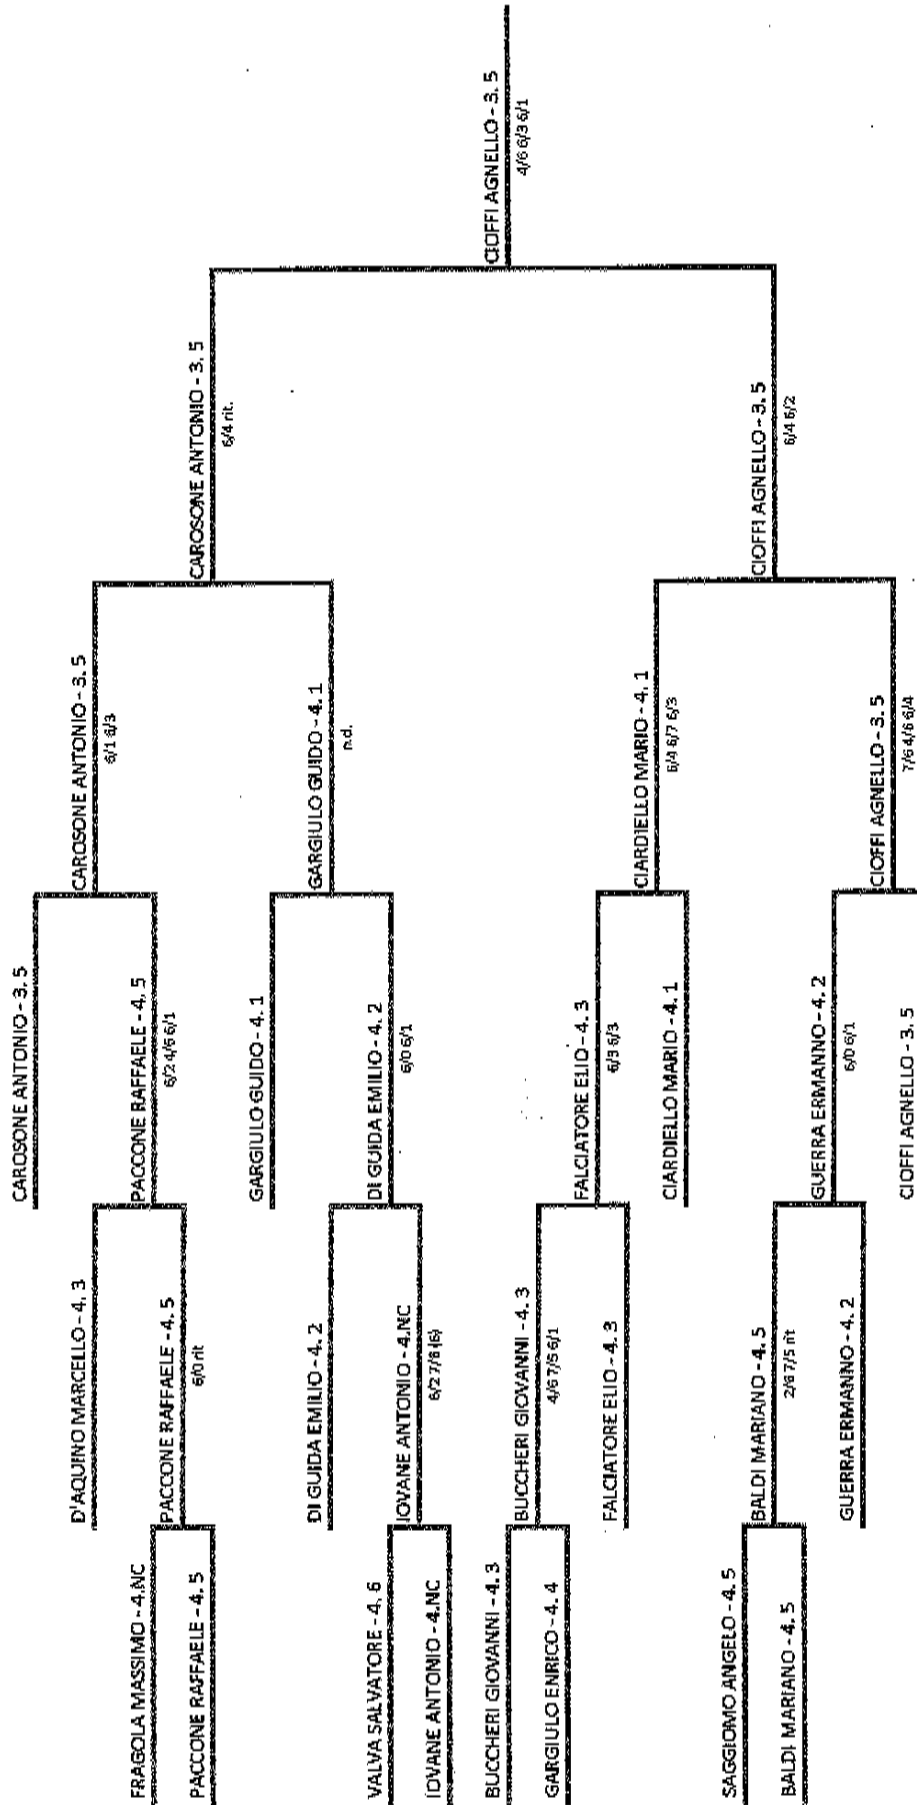 FRAGOLA MASSIMO - 4.NC
PACCONE RAFFAELE - 4. 5
VALVA SALVATORE - 4. 6
IOVANE ANTONIO - 4.NC
BUCCHERI GIOVANNI - 4. 3
GARGIULO ENRICO - 4. 4
SAGGIOMO ANGELO - 4. 5
BALDI MARIANO - 4. 5
D'AQUINO MARCELLO - 4. 3
PACCONE RAFFAELE - 4. 5
6/0 rit
DI GUIDA EMILIO - 4. 2
IOVANE ANTONIO - 4.NC
6/2 7/6 (6)
BUCCHERI GIOVANNI - 4. 3
4/6 7/5 6/1
FALCIATORE ELIO - 4. 3
BALDI MARIANO - 4. 5
2/6 7/5 rit
GUERRA ERMANNO - 4. 2
CAROSONE ANTONIO - 3. 5
PACCONE RAFFAELE - 4. 5
6/2 4/6 6/1
GARGIULO GUIDO - 4. 1
DI GUIDA EMILIO - 4. 2
6/0 6/1
FALCIATORE ELIO - 4. 3
6/3 6/3
CIARDIELLO MARIO - 4. 1
GUERRA ERMANNO - 4. 2
6/0 6/1
CIOFFI AGNELLO - 3. 5
CAROSONE ANTONIO - 3. 5
6/1 6/3
GARGIULO GUIDO - 4. 1
n.d.
CIARDIELLO MARIO - 4. 1
6/4 6/7 6/3
CIOFFI AGNELLO - 3. 5
7/6 4/6 6/4
CAROSONE ANTONIO - 3. 5
6/4 rit.
CIOFFI AGNELLO - 3. 5
6/4 6/2
CIOFFI AGNELLO - 3. 5
4/6 6/3 6/1